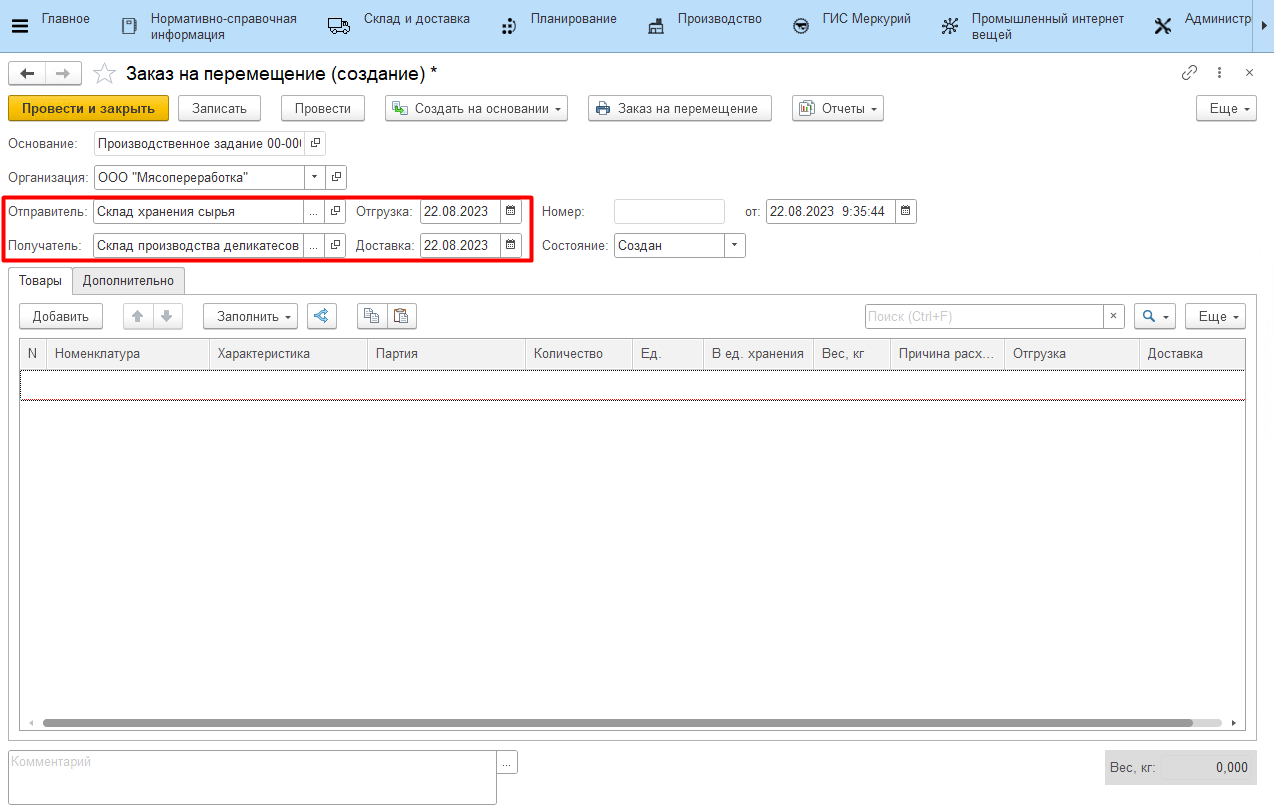 Главное
Нормативно-справочная
информация
Склад и доставка
Планирование
Производство
ГИС Меркурий
Промышленный интернет
вещей
Администр
Заказ на перемещение (создание) *
Провести и закрыть
Записать
Провести
Создать на основании
Заказ на перемещение
Отчеты
Еще
Основание: Производственное задание 00-00
Организация: ООО "Мясопереработка"
Отправитель: Склад хранения сырья ... Отгрузка: 22.08.2023 Номер: от: 22.08.2023 9:35:44
Получатель: Склад производства деликатесов ... Доставка: 22.08.2023 Состояние: Создан
Товары Дополнительно
Добавить Заполнить Поиск (Ctrl+F) × Еще
N Номенклатура Характеристика Партия Количество Ед. В ед. хранения Вес, кг Причина расх... Отгрузка Доставка
Комментарий ...
Вес, кг: 0,000